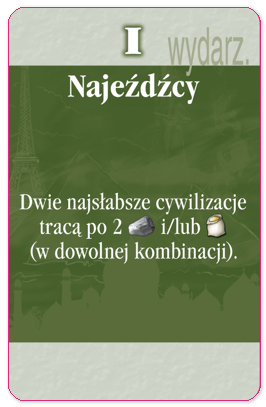 I
wydarz.
Najeźdźcy
Dwie najsłabsze cywilizacje
tracą po 2 i/lub
(w dowolnej kombinacji).